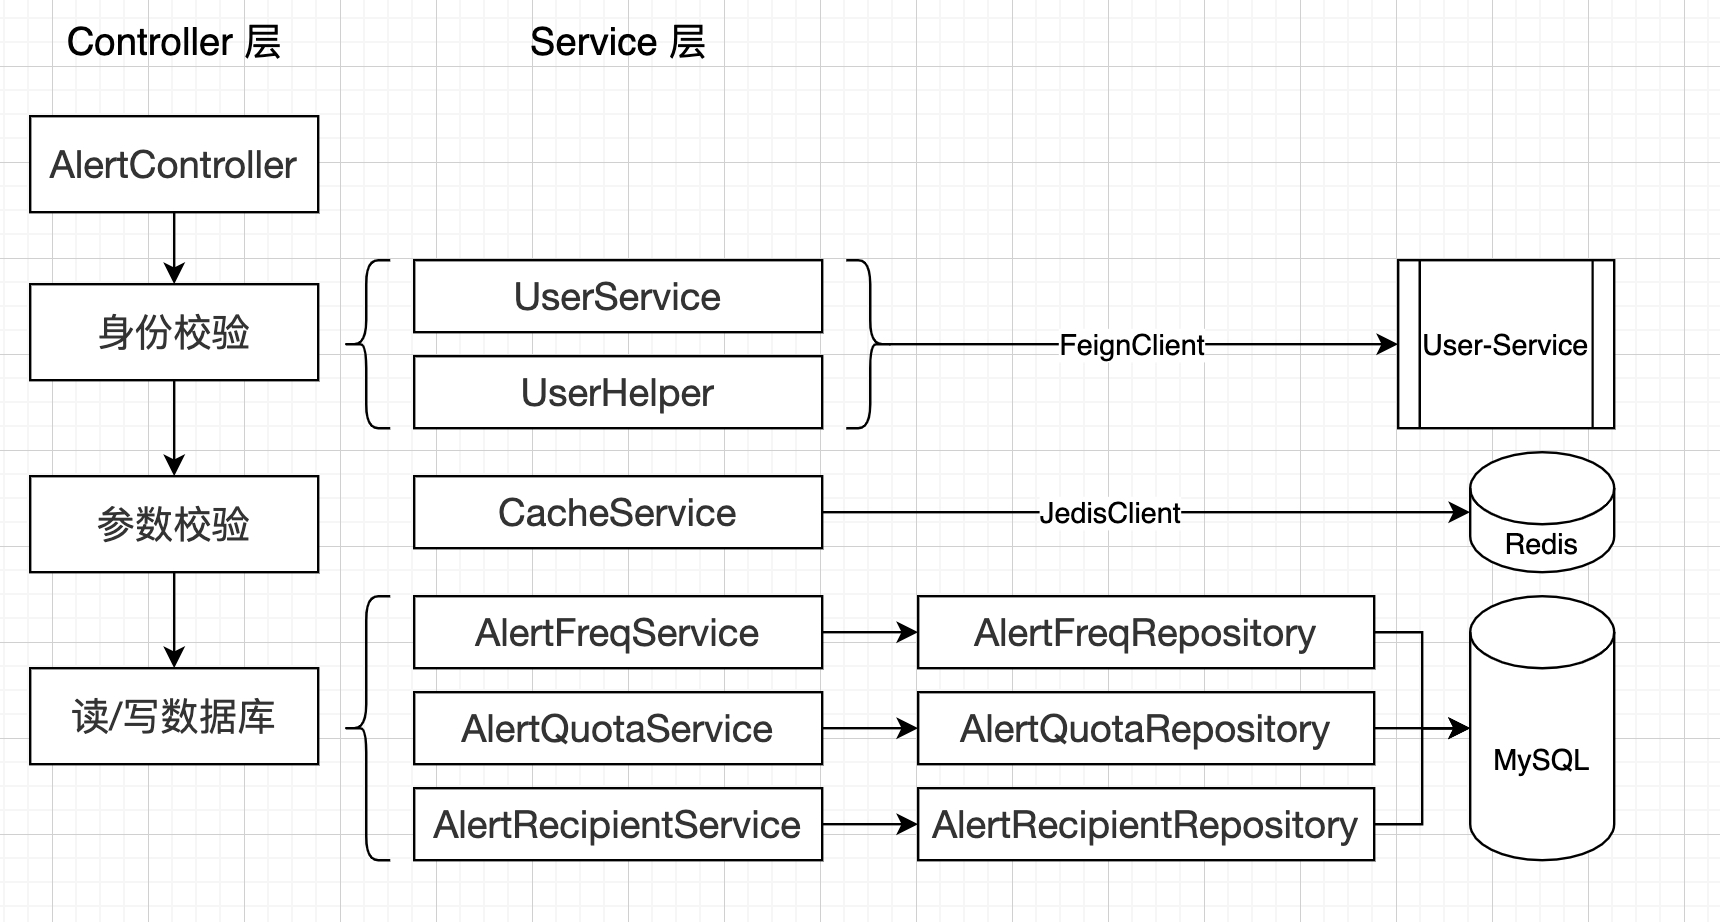 Controller 层
Service 层
AlertController
身份校验
UserService
UserHelper
FeignClient
User-Service
参数校验
CacheService
JedisClient
Redis
读/写数据库
AlertFreqService
AlertFreqRepository
AlertQuotaService
AlertQuotaRepository
MySQL
AlertRecipientService
AlertRecipientRepository